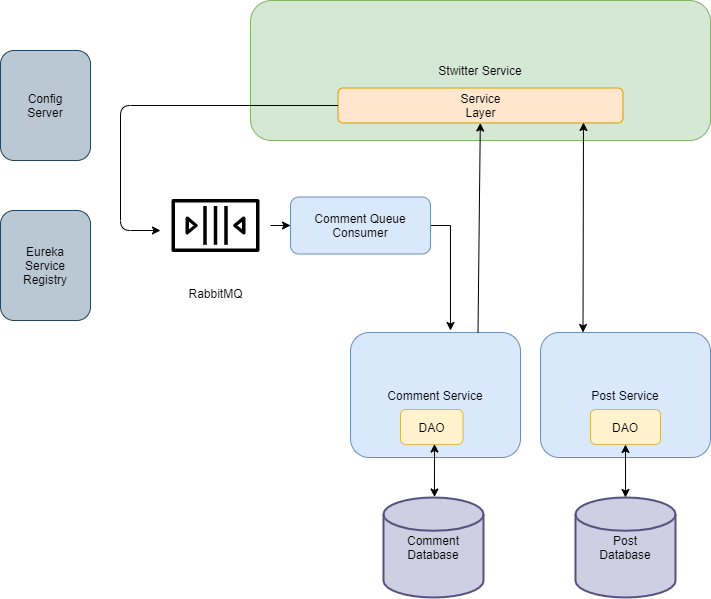 Stwitter Service
Service
Layer
Config
Server
Eureka
Service
Registry
RabbitMQ
Comment Queue
Consumer
Comment Service
DAO
Post Service
DAO
Comment
Database
Post
Database